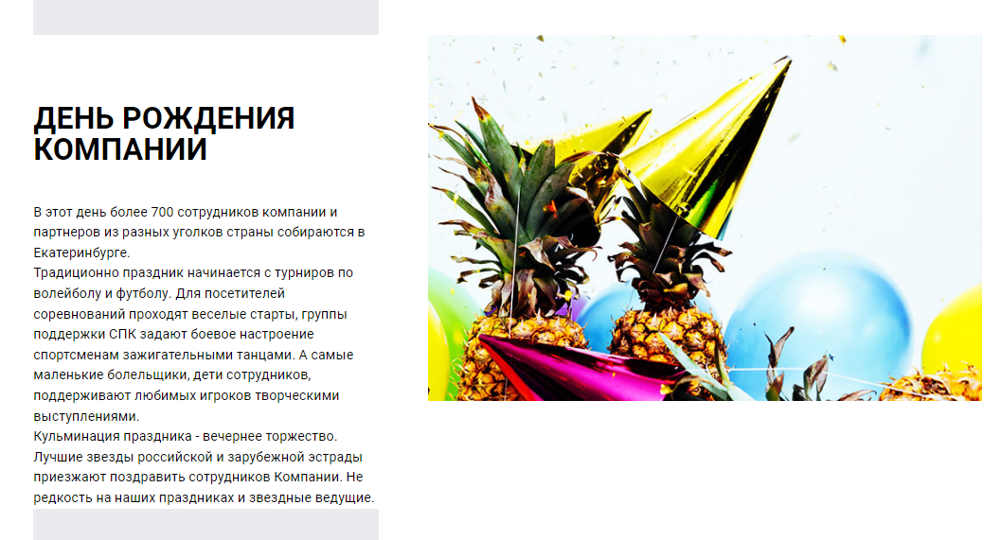 ДЕНЬ РОЖДЕНИЯ
КОМПАНИИ
В этот день более 700 сотрудников компании и
партнеров из разных уголков страны собираются в
Екатеринбурге.
Традиционно праздник начинается с турниров по
волейболу и футболу. Для посетителей
соревнований проходят веселые старты, группы
поддержки СПК задают боевое настроение
спортсменам зажигательными танцами. А самые
маленькие болельщики, дети сотрудников,
поддерживают любимых игроков творческими
выступлениями.
Кульминация праздника - вечернее торжество.
Лучшие звезды российской и зарубежной эстрады
приезжают поздравить сотрудников Компании. Не
редкость на наших праздниках и звездные ведущие.